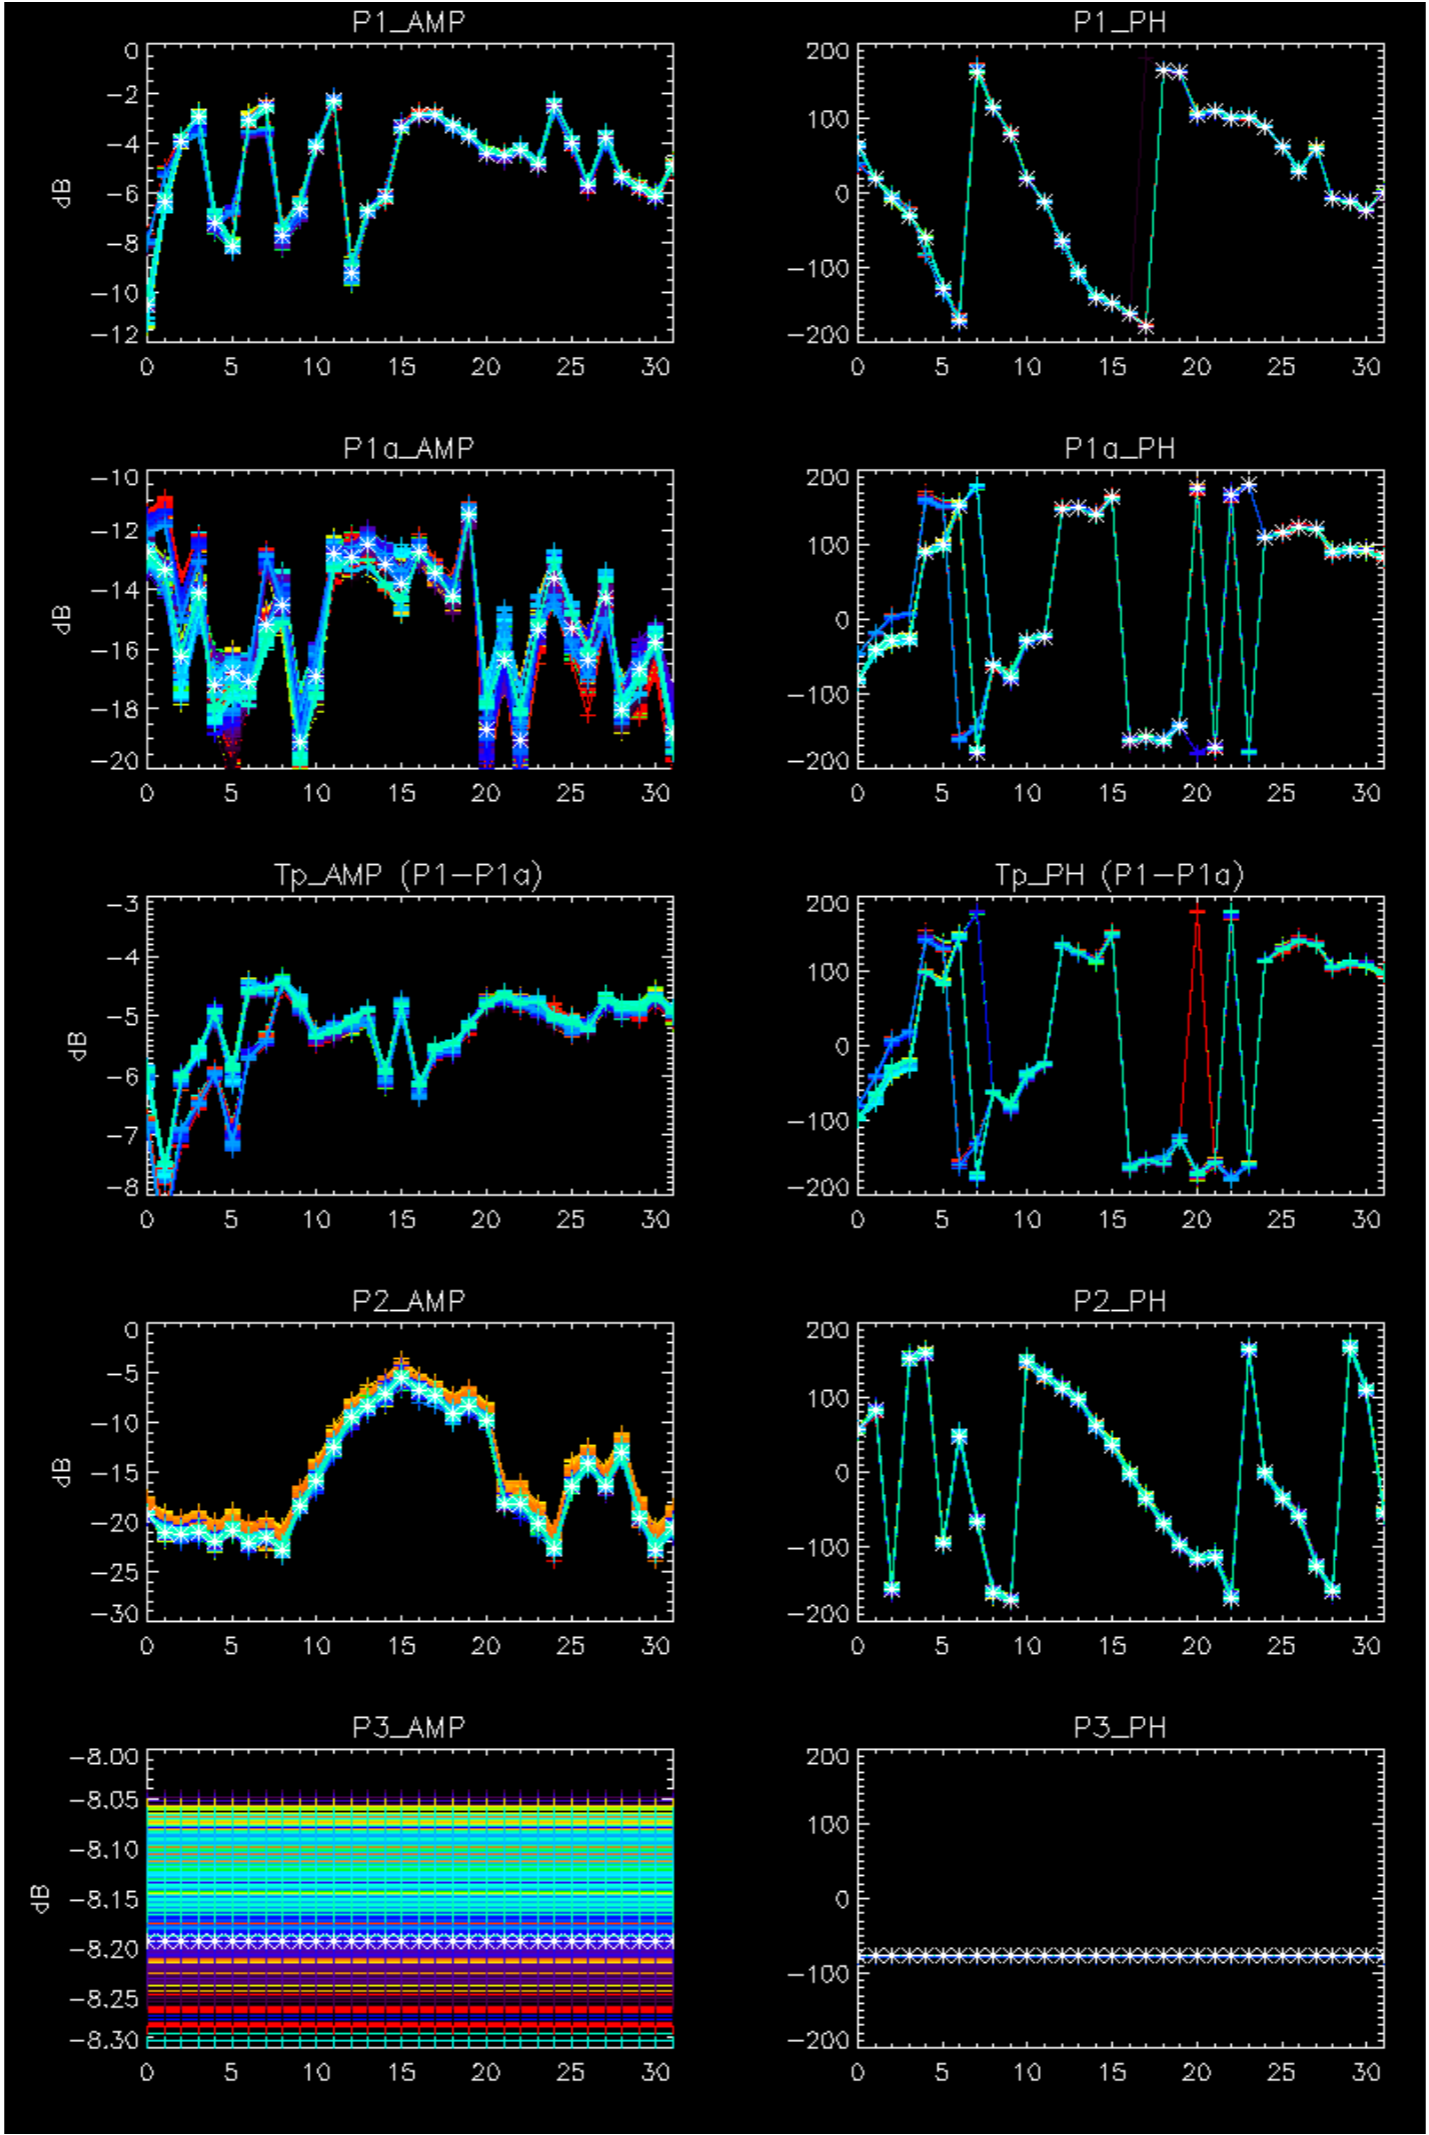 P1_AMP P1_PH
0 200
−2
100
−4
dB −6 0
−8
−100
−10
−12 −200
0 5 10 15 20 25 30 0 5 10 15 20 25 30
P1a_AMP P1a_PH
−10 200
−12 100
−14
dB 0
−16
−100
−18
−20 −200
0 5 10 15 20 25 30 0 5 10 15 20 25 30
Tp_AMP (P1−P1a) Tp_PH (P1−P1a)
−3 200
−4 100
−5
dB 0
−6
−100
−7
−8 −200
0 5 10 15 20 25 30 0 5 10 15 20 25 30
P2_AMP P2_PH
0 200
−5
100
−10
dB −15 0
−20
−100
−25
−30 −200
0 5 10 15 20 25 30 0 5 10 15 20 25 30
P3_AMP P3_PH
−8.00 200
−8.05
100
−8.10
dB −8.15 0
−8.20
−100
−8.25
−8.30 −200
0 5 10 15 20 25 30 0 5 10 15 20 25 30